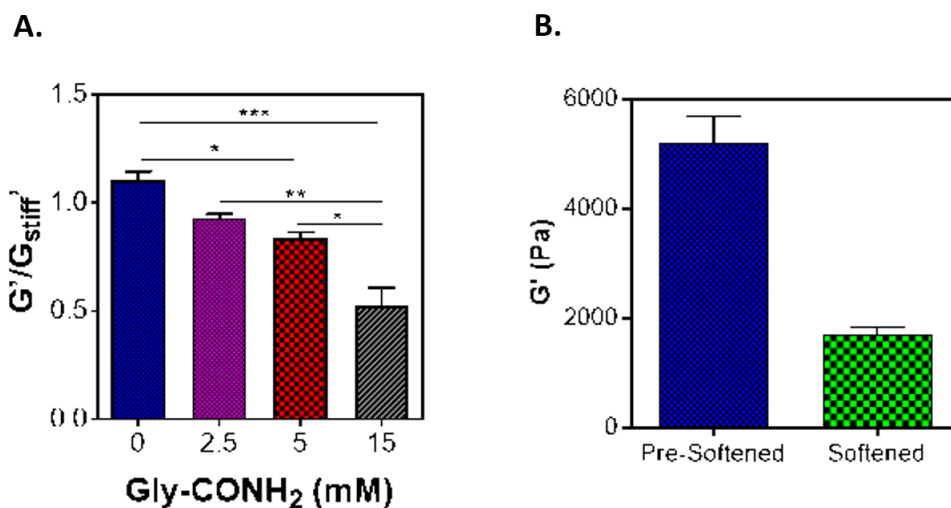 A.
B.
G'/Gstiff'
1.5
1.0
0.5
0.0
***
*
**
*
0 2.5 5 15
Gly-CONH2 (mM)
G' (Pa)
6000
4000
2000
0
Pre-Softened Softened